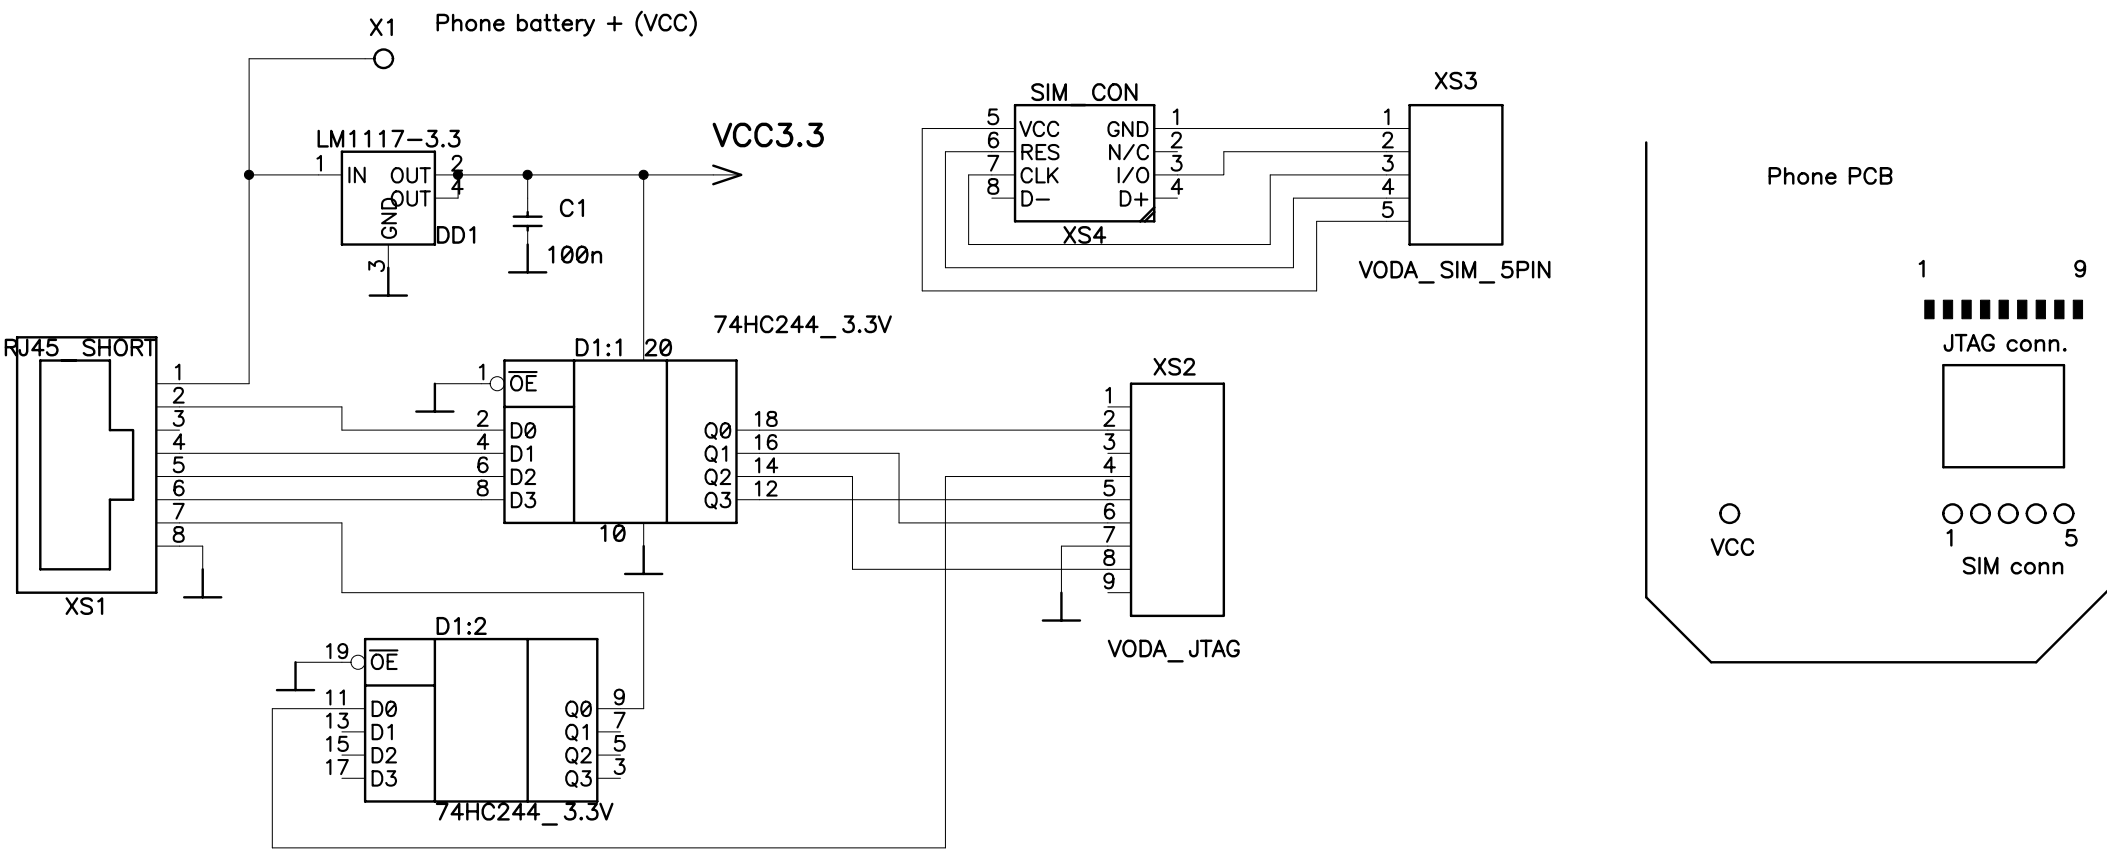 X1 Phone battery + (VCC)
LM1117-3.3
1 IN OUT 2
OUT 4
GND
3
DD1
C1
100n
VCC3.3
SIM_CON
5 VCC GND 1
6 RES N/C 2
7 CLK I/O 3
8 D- D+ 4
XS4
XS3
1
2
3
4
5
VODA_SIM_5PIN
Phone PCB
1 9
JTAG conn.
VCC
1 5
SIM conn
RJ45_SHORT
1
2
3
4
5
6
7
8
XS1
74HC244_3.3V
D1:1 20
1 OE
2 D0 Q0 18
4 D1 Q1 16
6 D2 Q2 14
8 D3 Q3 12
10
XS2
1
2
3
4
5
6
7
8
9
VODA_JTAG
D1:2
19 OE
11 D0 Q0 9
13 D1 Q1 7
15 D2 Q2 5
17 D3 Q3 3
74HC244_3.3V